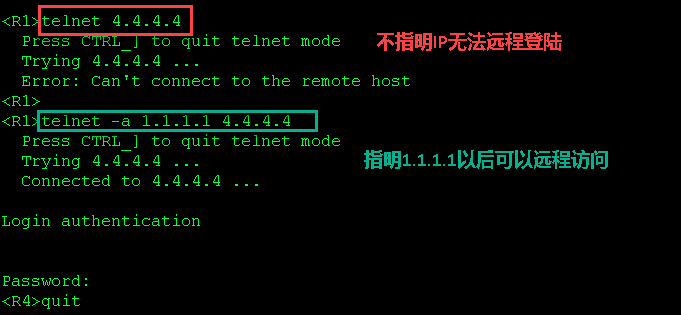 <R1>telnet 4.4.4.4
Press CTRL_] to quit telnet mode
Trying 4.4.4.4 ...
Error: Can't connect to the remote host
不指明IP无法远程登陆
<R1>
<R1>telnet -a 1.1.1.1 4.4.4.4
Press CTRL_] to quit telnet mode
Trying 4.4.4.4 ...
Connected to 4.4.4.4 ...
指明1.1.1.1以后可以远程访问
Login authentication
Password:
<R4>quit